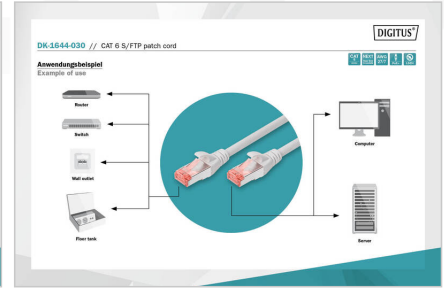 DIGITUS®
DK-1644-030 // CAT 6 S/FTP patch cord
Anwendungsbeispiel
Example of use
CAT
Router
Switch
Wall outlet
Floor tank
Computer
Server